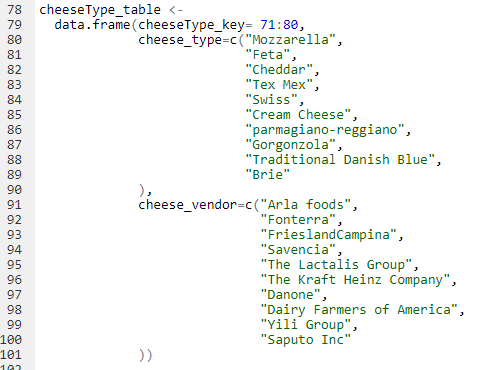 78 cheeseType_table <-
79 data.frame(cheeseType_key= 71:80,
80 cheese_type=c("Mozzarella",
81 "Feta",
82 "Cheddar",
83 "Tex Mex",
84 "Swiss",
85 "Cream Cheese",
86 "parmagiano-reggiano",
87 "Gorgonzola",
88 "Traditional Danish Blue",
89 "Brie"
90 ),
91 cheese_vendor=c("Arla foods",
92 "Fonterra",
93 "FrieslandCampina",
94 "Savencia",
95 "The Lactalis Group",
96 "The Kraft Heinz Company",
97 "Danone",
98 "Dairy Farmers of America",
99 "Yili Group",
100 "Saputo Inc"
101 ))
102